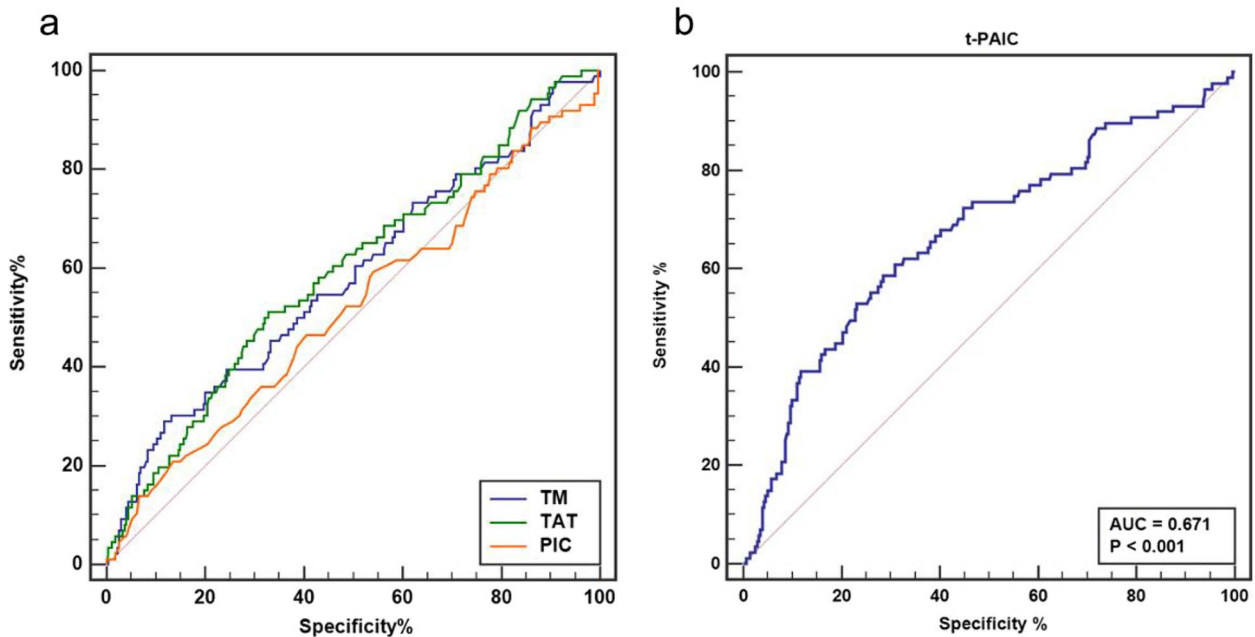 a
100
80
60
40
20
0
Sensitivity%
TM
TAT
PIC
0 20 40 60 80 100
Specificity%
b
t-PAIC
100
80
60
40
20
0
Sensitivity %
AUC = 0.671
P < 0.001
0 20 40 60 80 100
Specificity %